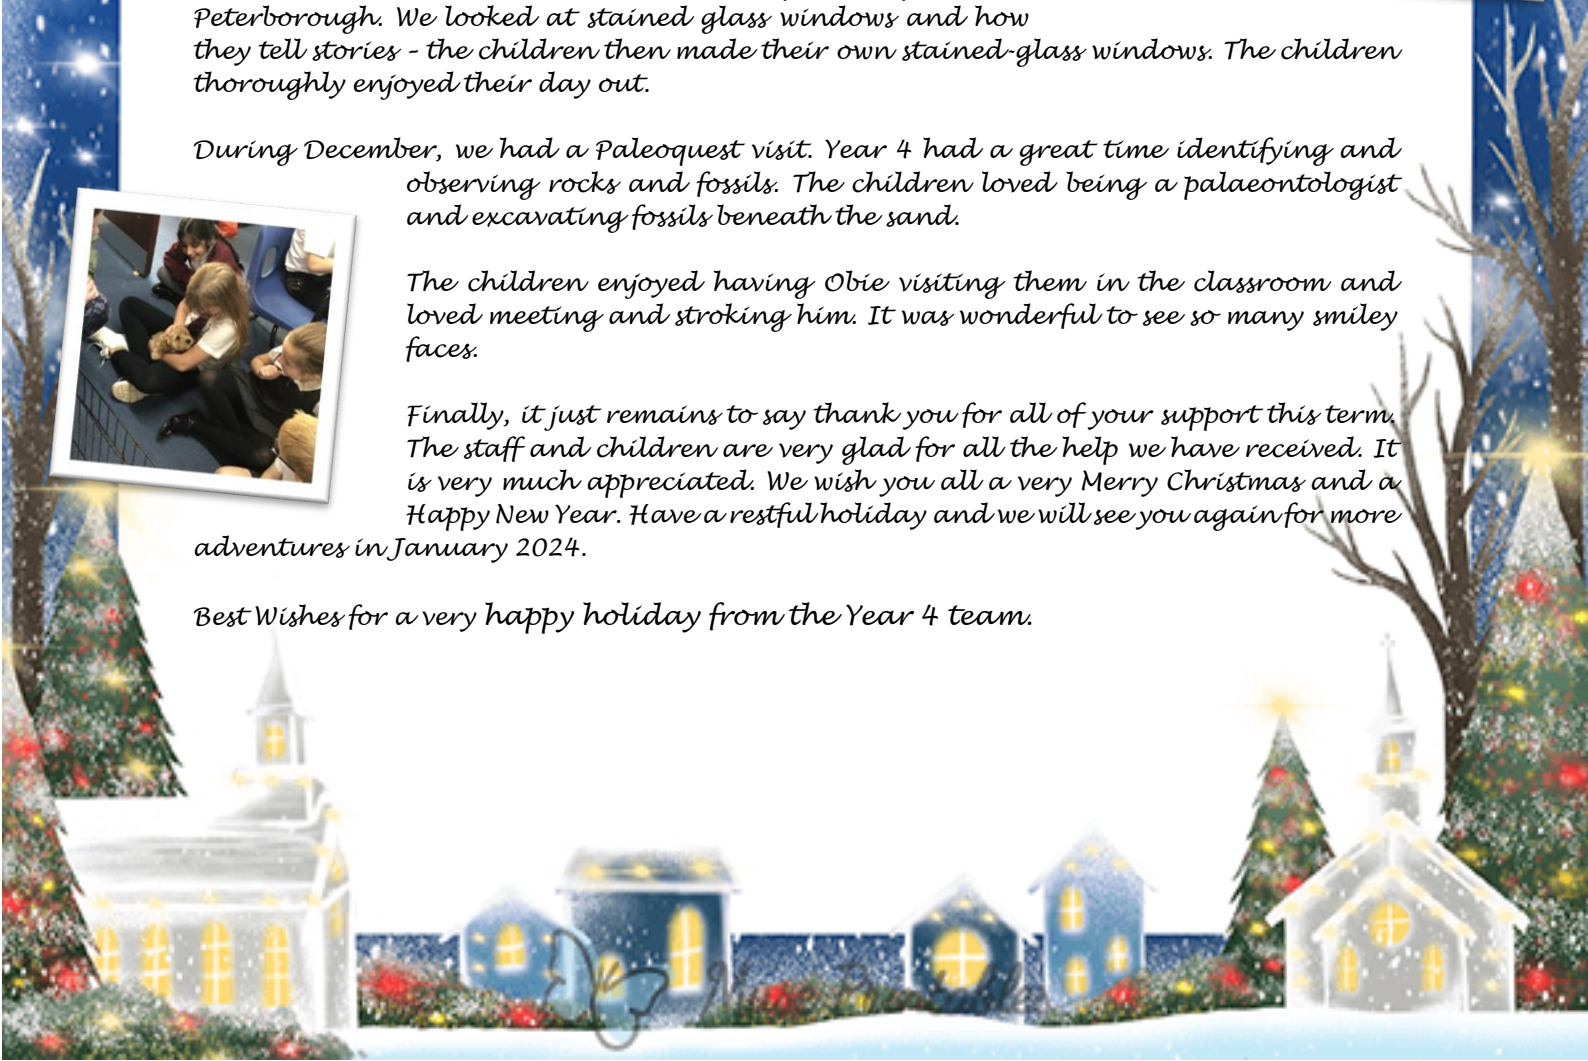 Peterborough. We looked at stained glass windows and how
they tell stories – the children then made their own stained-glass windows. The children
thoroughly enjoyed their day out.
During December, we had a Paleoquest visit. Year 4 had a great time identifying and
observing rocks and fossils. The children loved being a palaeontologist
and excavating fossils beneath the sand.
The children enjoyed having Obie visiting them in the classroom and
loved meeting and stroking him. It was wonderful to see so many smiley
faces.
Finally, it just remains to say thank you for all of your support this term.
The staff and children are very glad for all the help we have received. It
is very much appreciated. We wish you all a very Merry Christmas and a
Happy New Year. Have a restful holiday and we will see you again for more
adventures in January 2024.
Best Wishes for a very happy holiday from the Year 4 team.